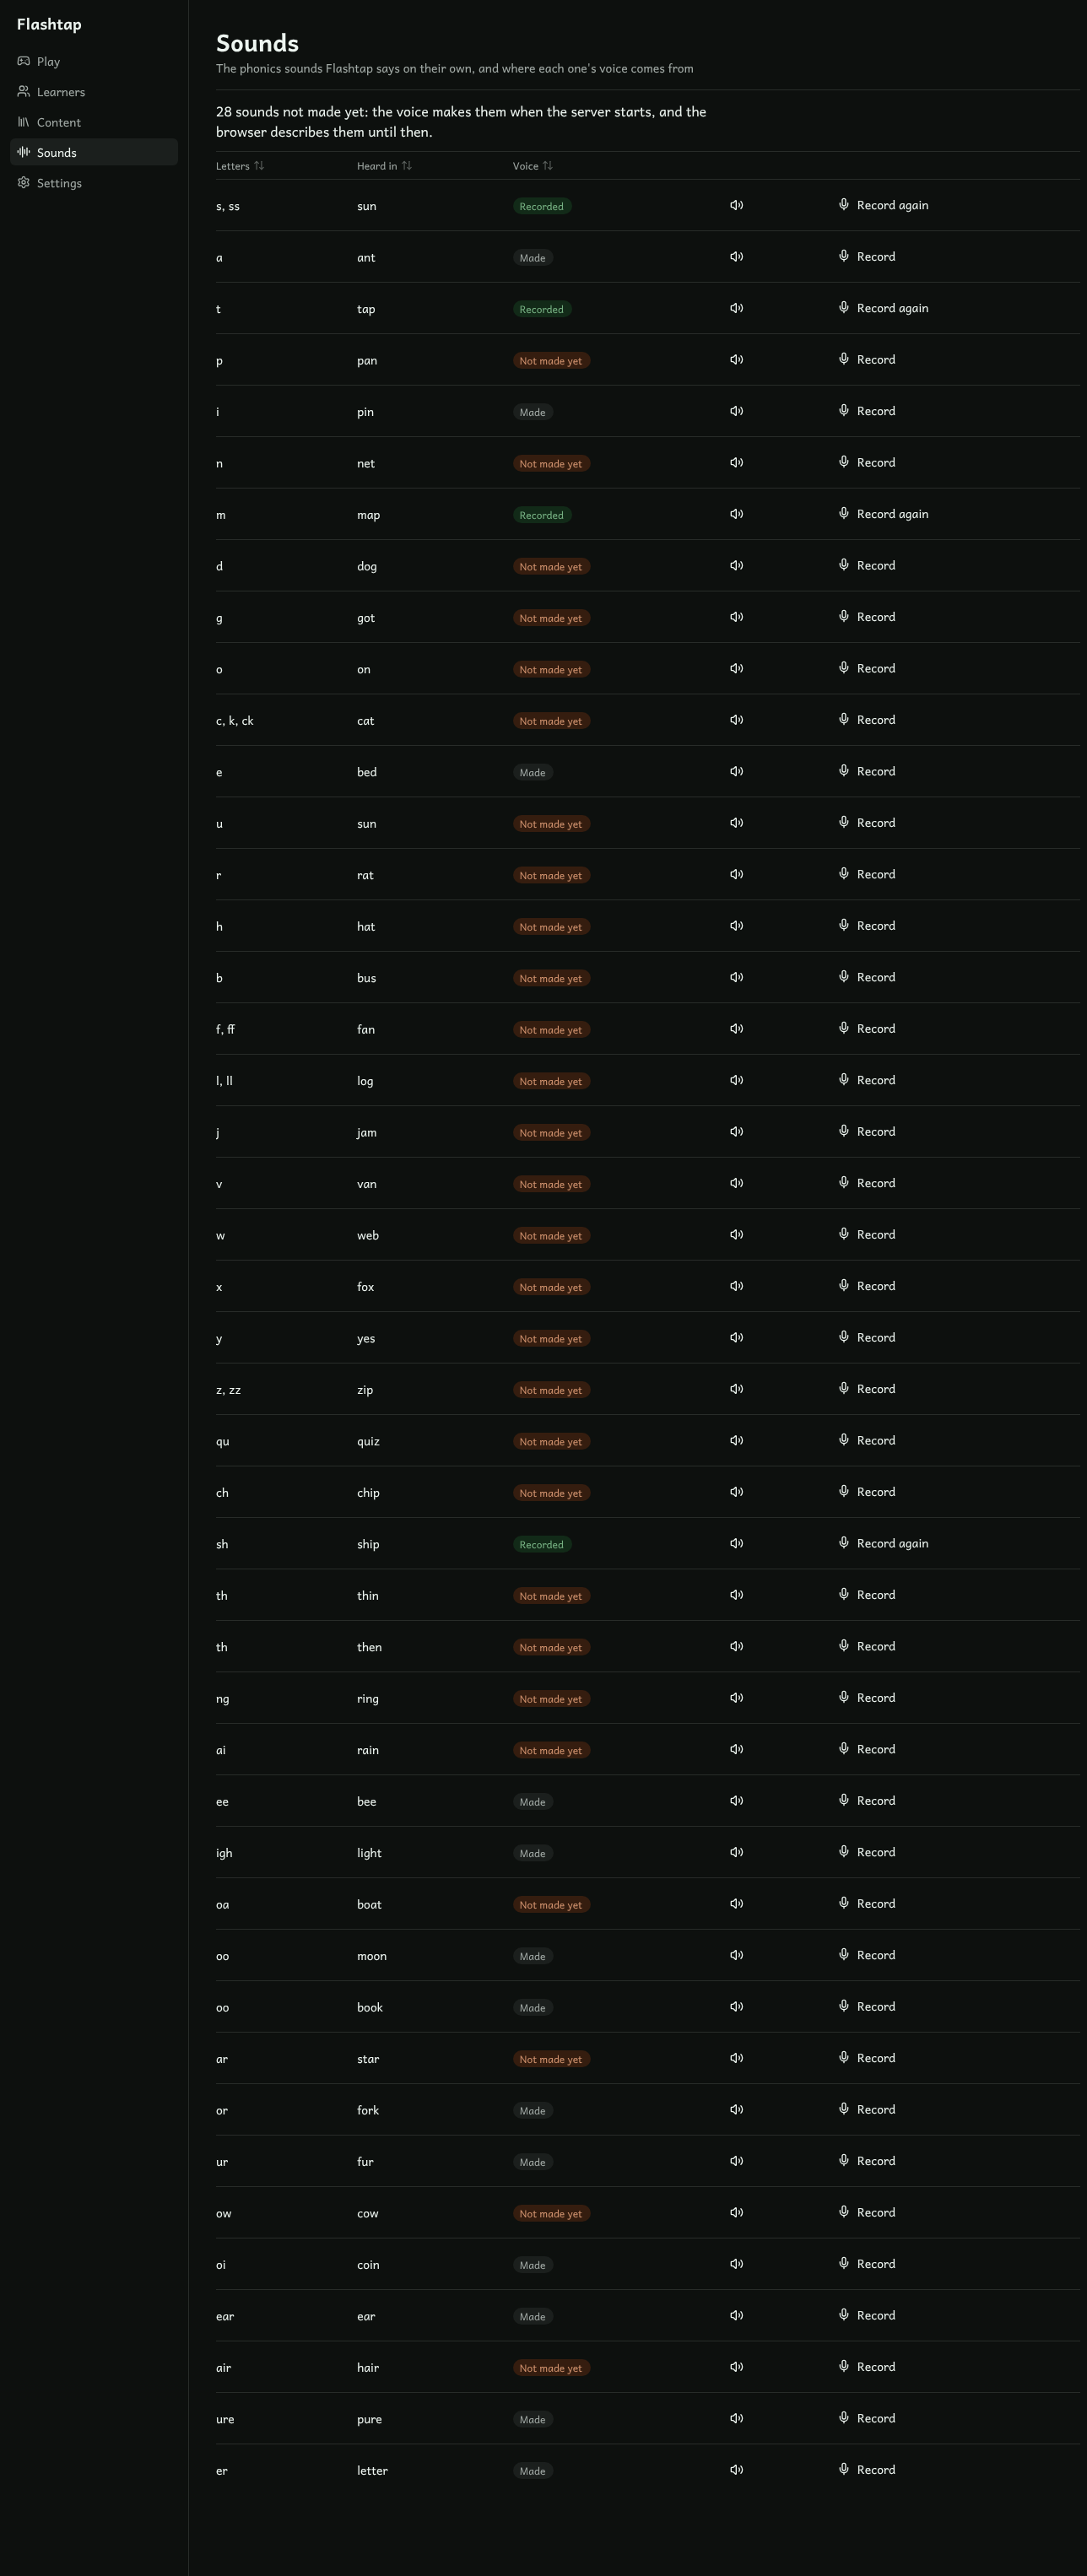 Flashtap
Play
Learners
Content
Sounds
Settings
Sounds
The phonics sounds Flashtap says on their own, and where each one's voice comes from
28 sounds not made yet: the voice makes them when the server starts, and the
browser describes them until then.
Letters Heard in Voice
s, ss sun Recorded Record again
a ant Made Record
t tap Recorded Record again
p pan Not made yet Record
i pin Made Record
n net Not made yet Record
m map Recorded Record again
d dog Not made yet Record
g got Not made yet Record
o on Not made yet Record
c, k, ck cat Not made yet Record
e bed Made Record
u sun Not made yet Record
r rat Not made yet Record
h hat Not made yet Record
b bus Not made yet Record
f, ff fan Not made yet Record
l, ll log Not made yet Record
j jam Not made yet Record
v van Not made yet Record
w web Not made yet Record
x fox Not made yet Record
y yes Not made yet Record
z, zz zip Not made yet Record
qu quiz Not made yet Record
ch chip Not made yet Record
sh ship Recorded Record again
th thin Not made yet Record
th then Not made yet Record
ng ring Not made yet Record
ai rain Not made yet Record
ee bee Made Record
igh light Made Record
oa boat Not made yet Record
oo moon Made Record
oo book Made Record
ar star Not made yet Record
or fork Made Record
ur fur Made Record
ow cow Not made yet Record
oi coin Made Record
ear ear Made Record
air hair Not made yet Record
ure pure Made Record
er letter Made Record